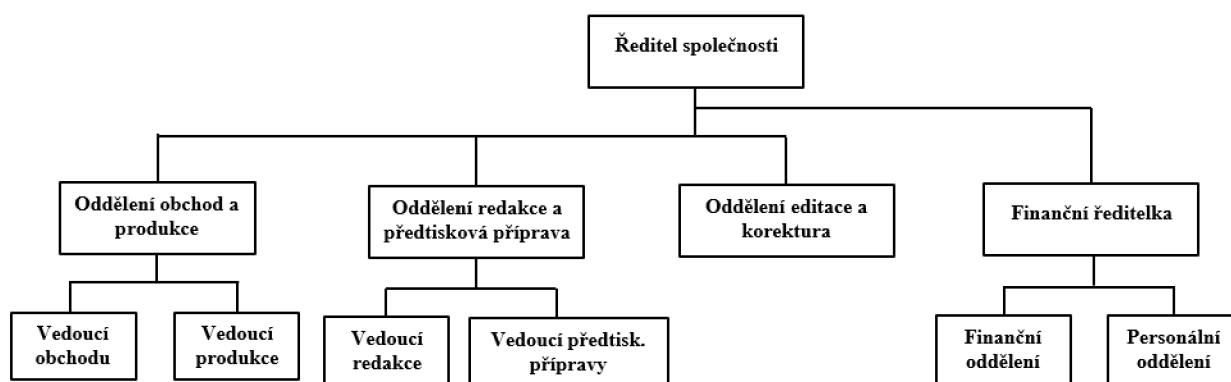 Ředitel společnosti
Oddělení obchod a
produkce
Oddělení redakce a
předtisková příprava
Oddělení editace a
korektura
Finanční ředitelka
Vedoucí
obchodu
Vedoucí
produkce
Vedoucí
redakce
Vedoucí předtisk.
přípravy
Finanční
oddělení
Personální
oddělení